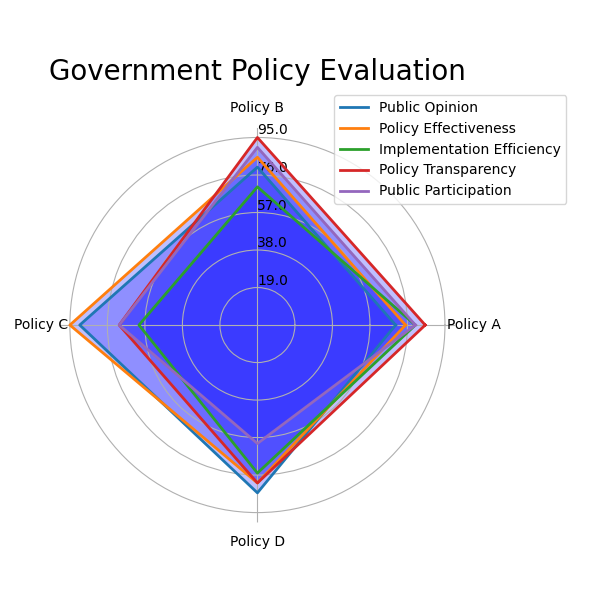 Government Policy Evaluation
Policy B
Public Opinion
Policy Effectiveness
Implementation Efficiency
Policy Transparency
Public Participation
95.0
76.0
57.0
38.0
19.0
Policy C
Policy A
Policy D